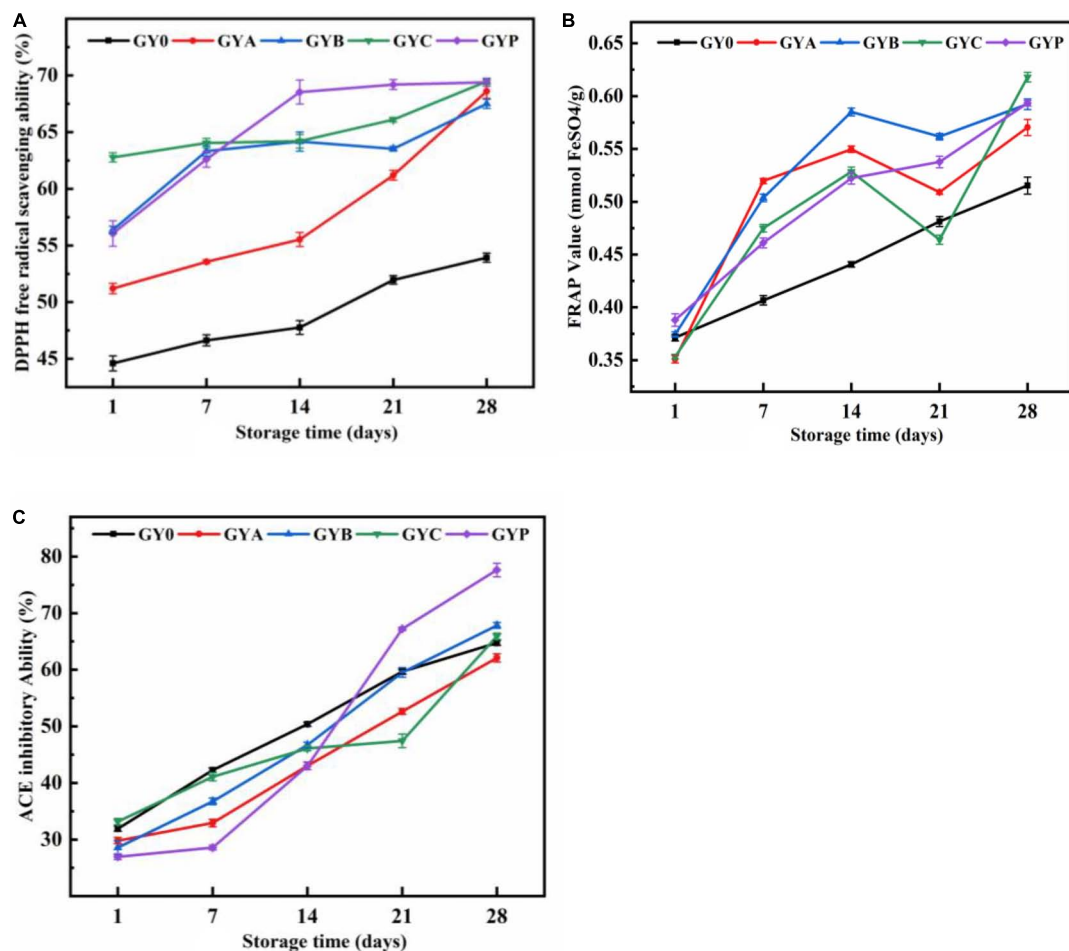 A
GY0 GYA GYB GYC GYP
DPPH free radical scavenging ability (%)
70
65
60
55
50
45
1 7 14 21 28
Storage time (days)
B
GY0 GYA GYB GYC GYP
FRAP Value (mmol FeSO4/g)
0.65
0.60
0.55
0.50
0.45
0.40
0.35
1 7 14 21 28
Storage time (days)
C
GY0 GYA GYB GYC GYP
ACE inhibitory Ability (%)
80
70
60
50
40
30
1 7 14 21 28
Storage time (days)